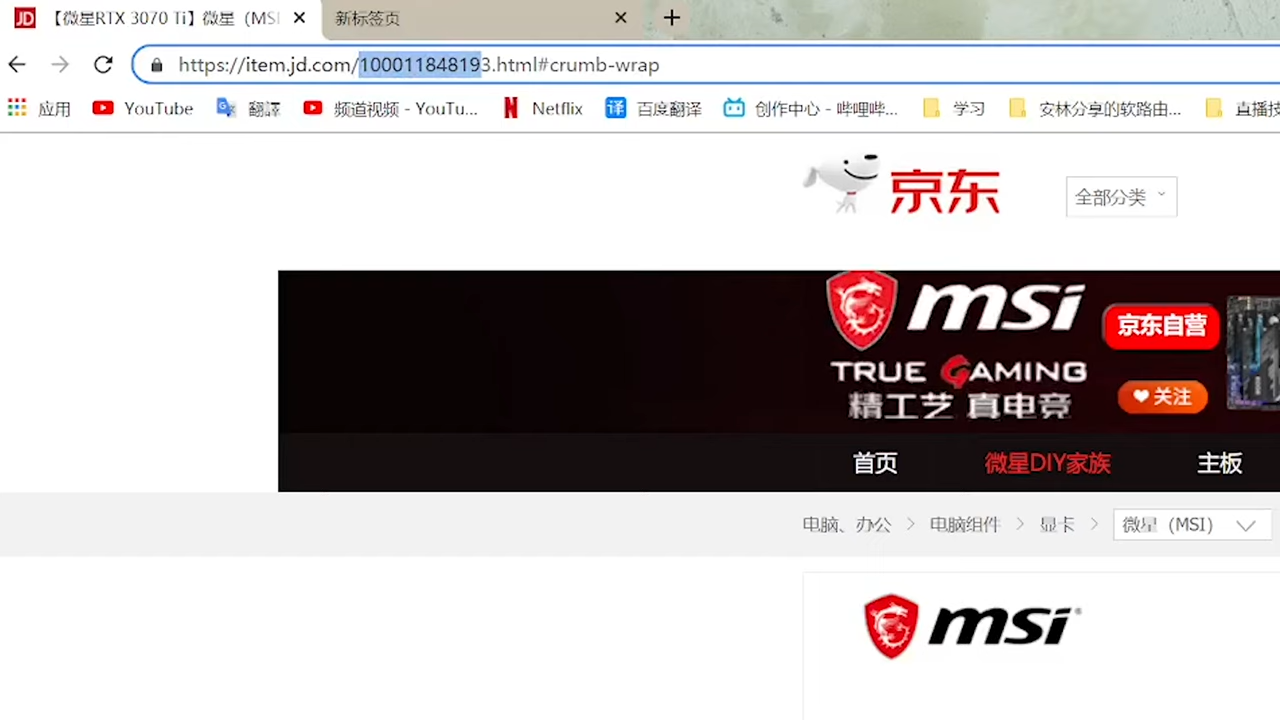 JD 【微星RTX 3070 Ti】微星（MSI 新标签页
https://item.jd.com/100011848193.html#crumb-wrap
应用 YouTube 翻譯 频道视频 - YouTu... Netflix 译 百度翻译 创作中心 - 哔哩哔... 学习 安林分享的软路由... 直播技
京东 全部分类
msi 京东自营
TRUE GAMING
精工艺 真电竞 关注
首页 微星DIY家族 主板
电脑、办公 > 电脑组件 > 显卡 > 微星（MSI）
msi